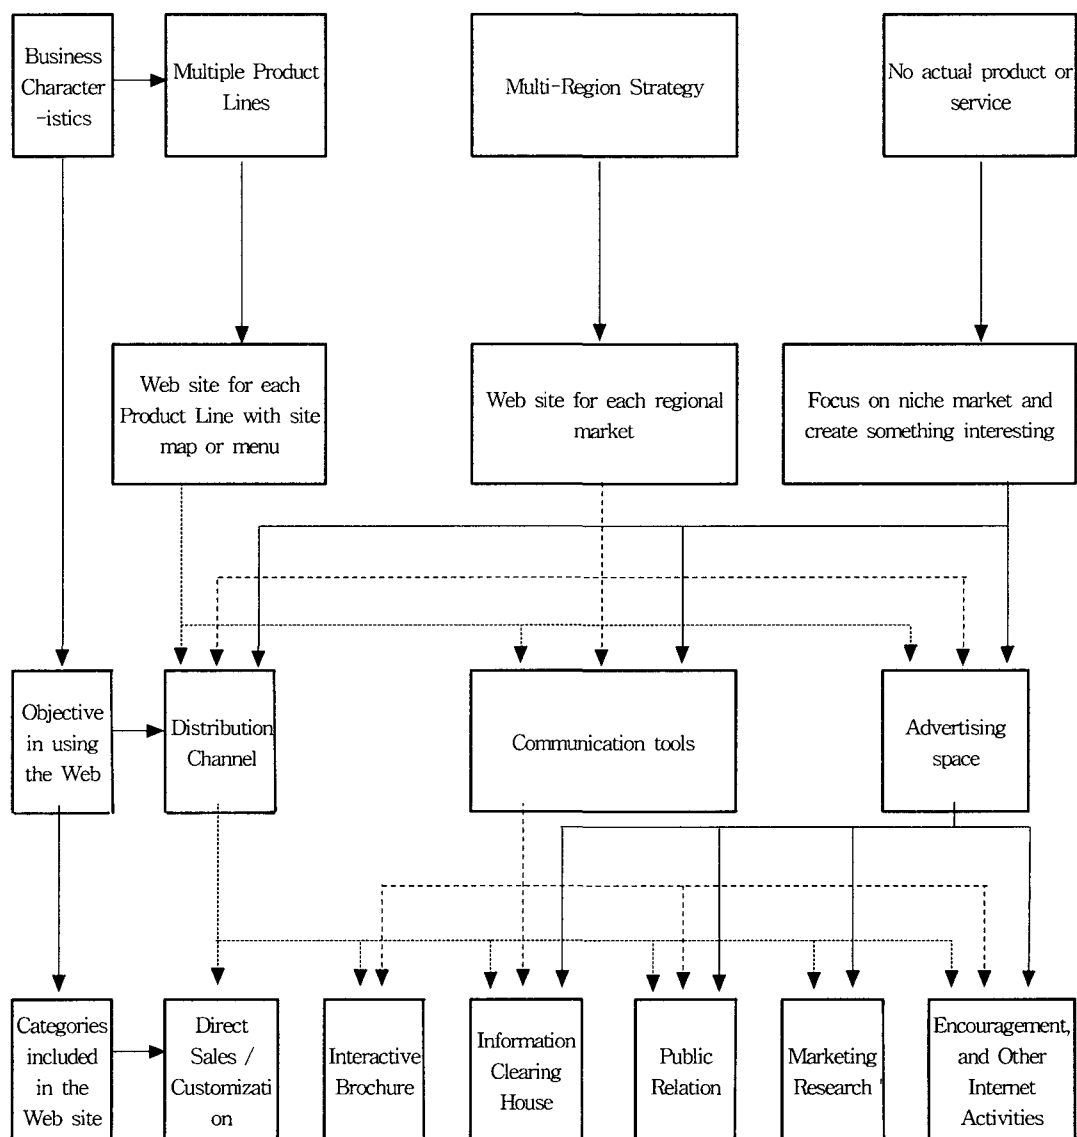 Business
Character
-istics
Multiple Product
Lines
Multi-Region Strategy
No actual product or
service
Web site for each
Product Line with site
map or menu
Web site for each regional
market
Focus on niche market and
create something interesting
Objective
in using
the Web
Distribution
Channel
Communication tools
Advertising
space
Categories
included
in the
Web site
Direct
Sales /
Customizati
on
Interactive
Brochure
Information
Clearing
House
Public
Relation
Marketing
Research
Encouragement,
and Other
Internet
Activities